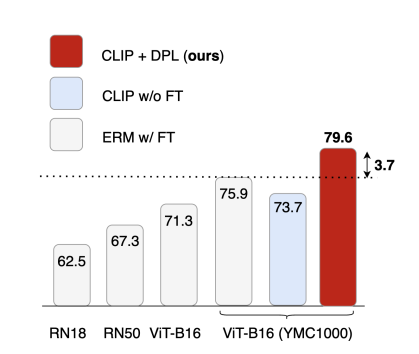 CLIP + DPL (ours)
CLIP w/o FT
ERM w/ FT
79.6
3.7
75.9
73.7
71.3
67.3
62.5
RN18 RN50 ViT-B16 ViT-B16 (YMC1000)